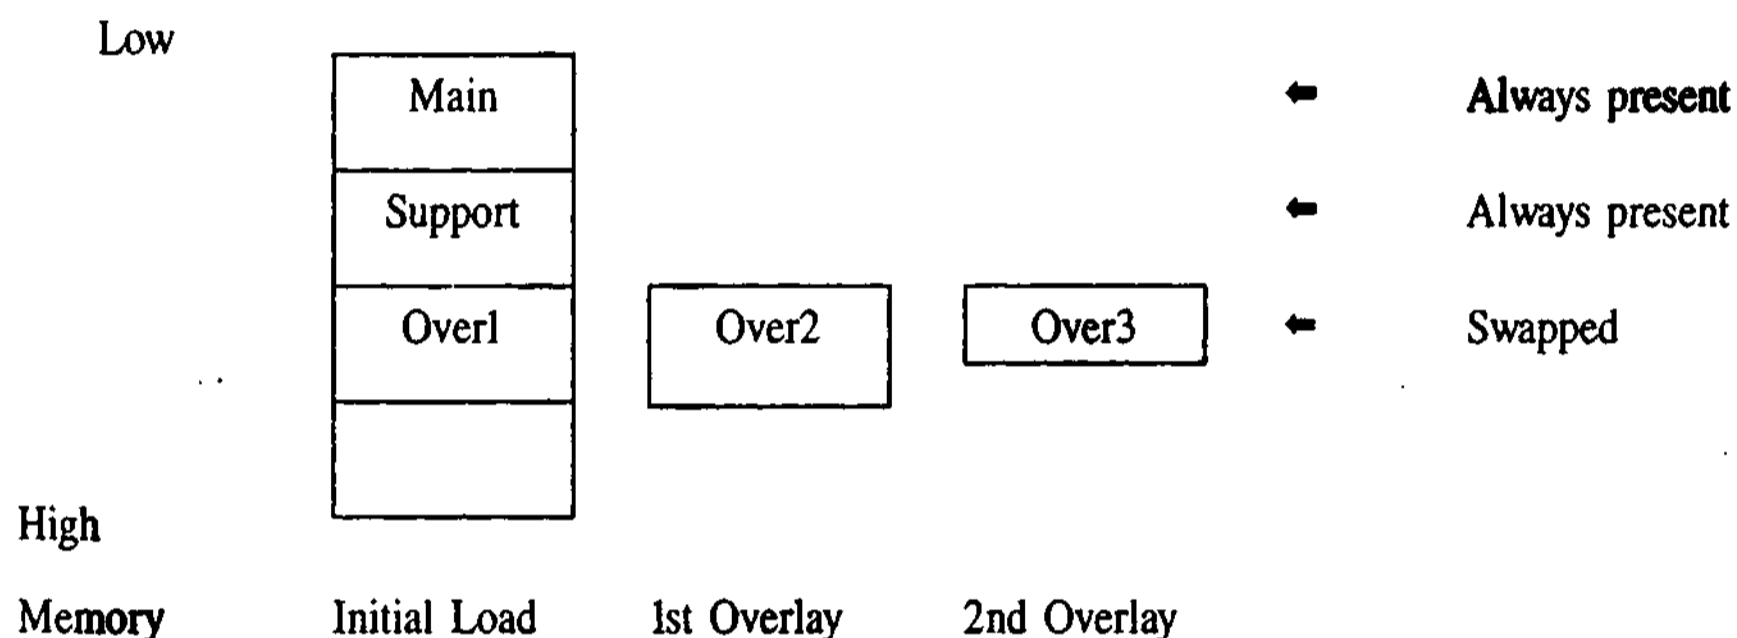 Low
Main ← Always present
Support ← Always present
Over1 Over2 Over3 ← Swapped
High
Memory Initial Load 1st Overlay 2nd Overlay